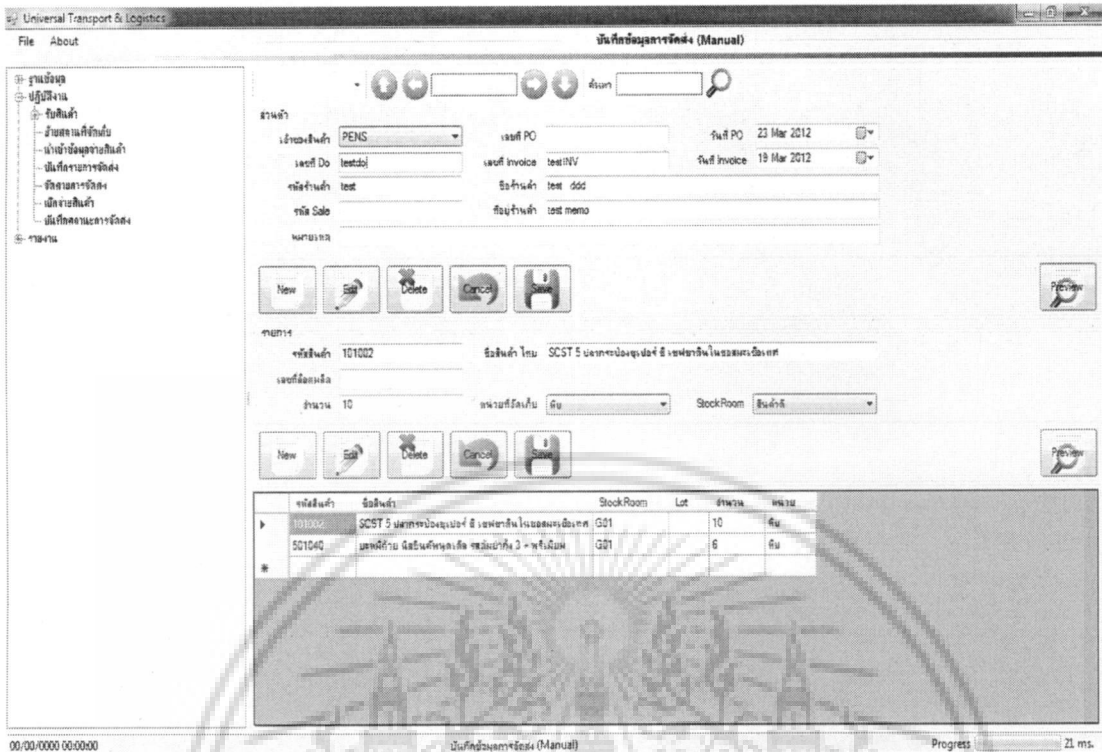 Universal Transport & Logistics
File About
บันทึกข้อมูลการจัดส่ง (Manual)
ฐานข้อมูล
ปฏิบัติงาน
รับสินค้า
ย้ายสถานที่จัดเก็บ
นำเข้าข้อมูลจ่ายสินค้า
บันทึกรายการจัดส่ง
จัดสายการจัดส่ง
เบิกจ่ายสินค้า
บันทึกสถานะการจัดส่ง
รายงาน
ค้นหา
ส่วนหัว
เจ้าของสินค้า PENS เลขที่ PO วันที่ PO 23 Mar 2012
เลขที่ Do testdo เลขที่ Invoice testINV วันที่ Invoice 19 Mar 2012
รหัสร้านค้า test ชื่อร้านค้า test ddd
รหัส Sale ที่อยู่ร้านค้า test memo
หมายเหตุ
New Edit Delete Cancel Save Preview
รายการ
รหัสสินค้า 101002 ชื่อสินค้า ไทย SCST 5 ปลากระป๋องซุปเปอร์ ซี เชฟซาดีนในซอสมะเขือเทศ
เลขที่ล็อตผลิต
จำนวน 10 หน่วยที่จัดเก็บ หีบ StockRoom สินค้าดี
New Edit Delete Cancel Save Preview
รหัสสินค้า ชื่อสินค้า StockRoom Lot จำนวน หน่วย
101002 SCST 5 ปลากระป๋องซุปเปอร์ ซี เชฟซาดีนในซอสมะเขือเทศ G01 10 หีบ
501040 G01 6 หีบ
00/00/0000 00:00:00 บันทึกข้อมูลการจัดส่ง (Manual) Progress 21 ms.